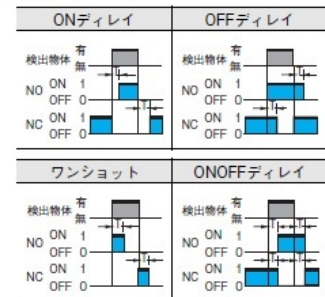 ONディレイ
OFFディレイ
検出物体 有
無
T
NO ON 1
OFF 0
T
NC ON 1
OFF 0
検出物体 有
無
T
NO ON 1
OFF 0
T
NC ON 1
OFF 0
ワンショット
ONOFFディレイ
検出物体 有
無
T
NO ON 1
OFF 0
T
NC ON 1
OFF 0
検出物体 有
無
T T
NO ON 1
OFF 0
T T
NC ON 1
OFF 0